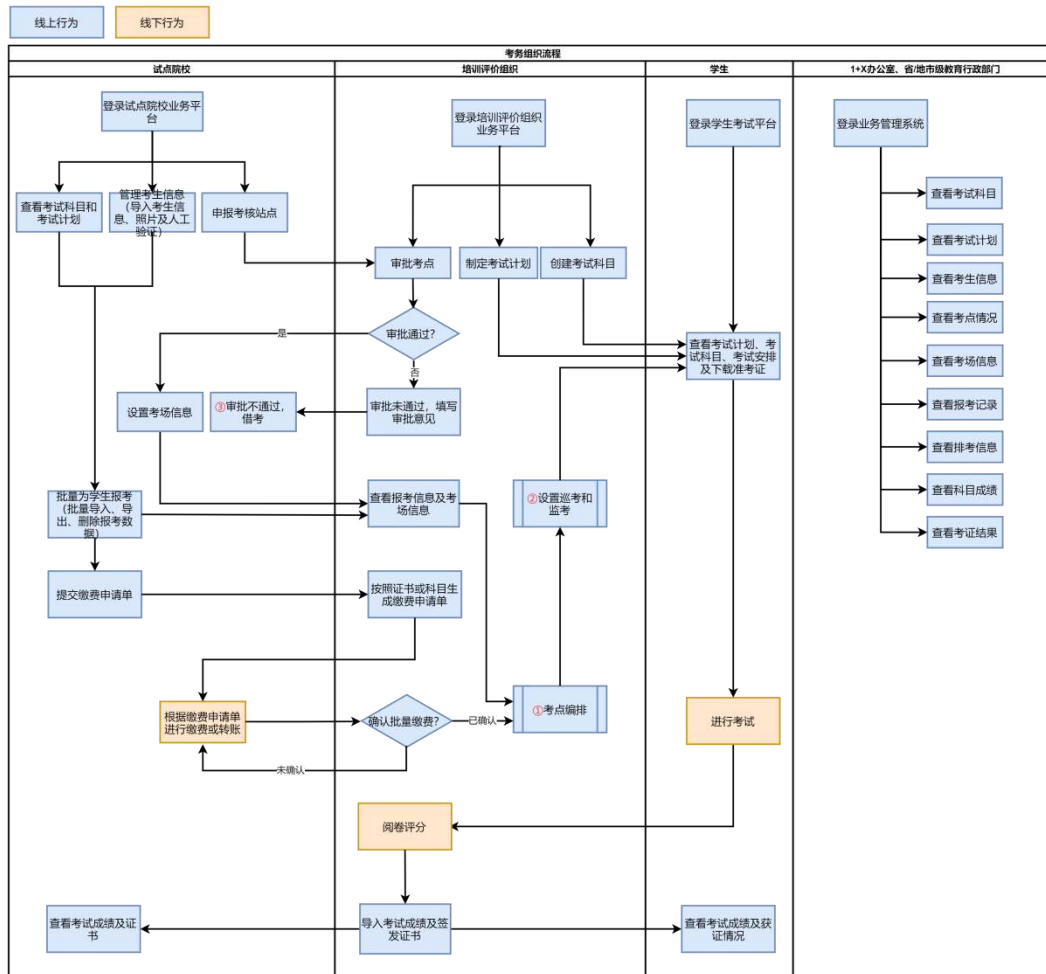 线上行为
线下行为
考务组织流程
试点院校
培训评价组织
学生
1+X办公室、省/地市级教育行政部门
登录试点院校业务平
台
登录培训评价组织
业务平台
登录学生考试平台
登录业务管理系统
查看考试科目和
考试计划
管理考生信息
（导入考生信
息、照片及人工
验证）
申报考核站点
审批考点
制定考试计划
创建考试科目
查看考试科目
查看考试计划
查看考生信息
查看考点情况
查看考场信息
查看报考记录
查看排考信息
查看科目成绩
查看考证结果
审批通过？
是
否
查看考试计划、考
试科目、考试安排
及下载准考证
设置考场信息
③审批不通过，
借考
审批未通过，填写
审批意见
批量为学生报考
（批量导入、导
出、删除报考数
据）
查看报考信息及考
场信息
②设置巡考和
监考
提交缴费申请单
按照证书或科目生
成缴费申请单
根据缴费申请单
进行缴费或转账
确认批量缴费？
已确认
①考点编排
进行考试
未确认
阅卷评分
查看考试成绩及证
书
导入考试成绩及签
发证书
查看考试成绩及获
证情况